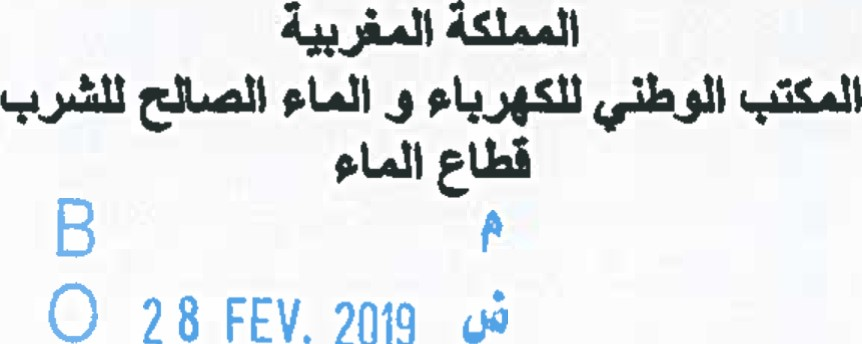 المملكة المغربية
المكتب الوطني للكهرباء و الماء الصالح للشرب
قطاع الماء
B م
O 28 FEV. 2019 ش